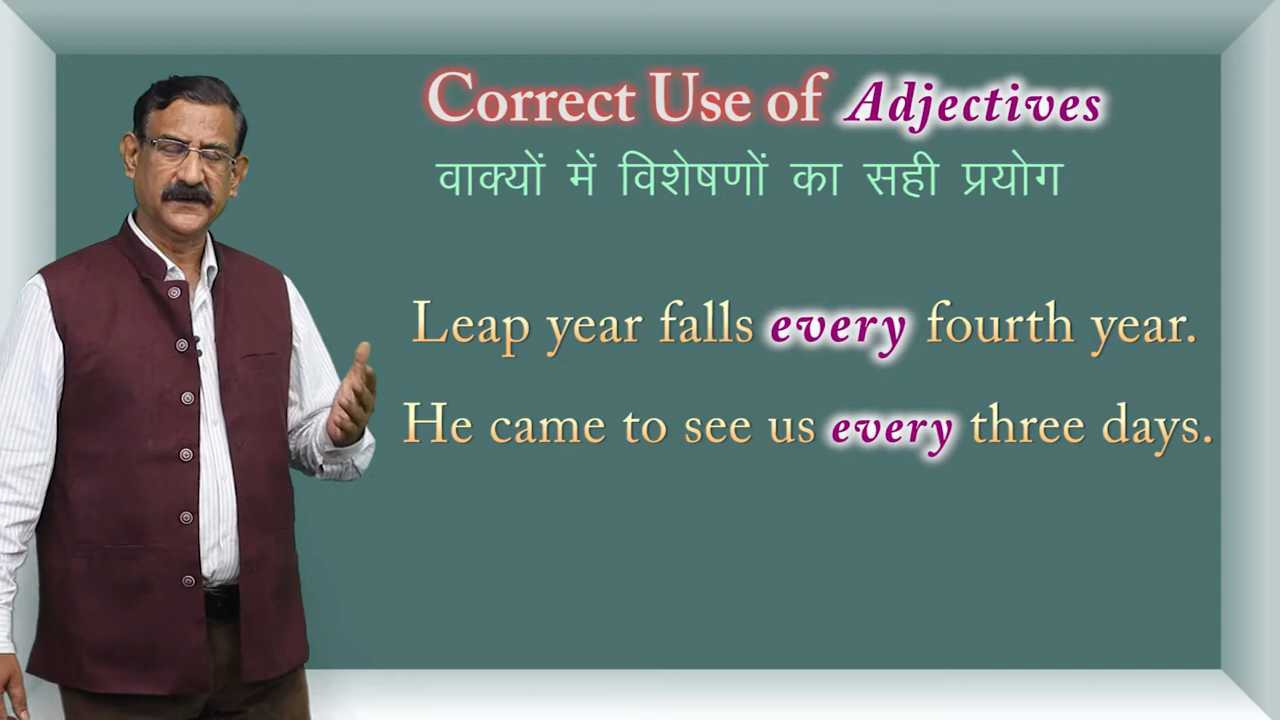 Correct Use of Adjectives
वाक्यों में विशेषणों का सही प्रयोग
Leap year falls every fourth year.
He came to see us every three days.